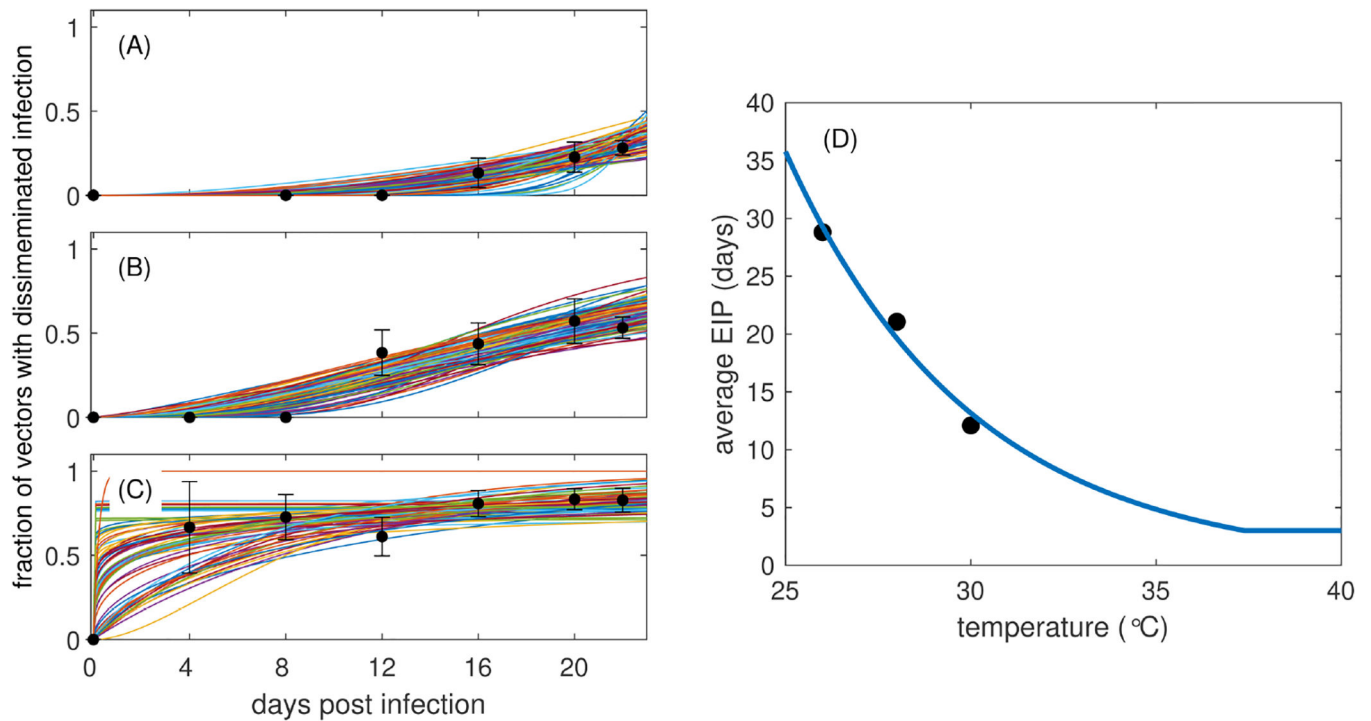 fraction of vectors with dissimeminated infection
(A)
1
0.5
0
(B)
1
0.5
0
(C)
1
0.5
0
0 4 8 12 16 20
days post infection
(D)
average EIP (days)
40
35
30
25
20
15
10
5
0
25 30 35 40
temperature (°C)